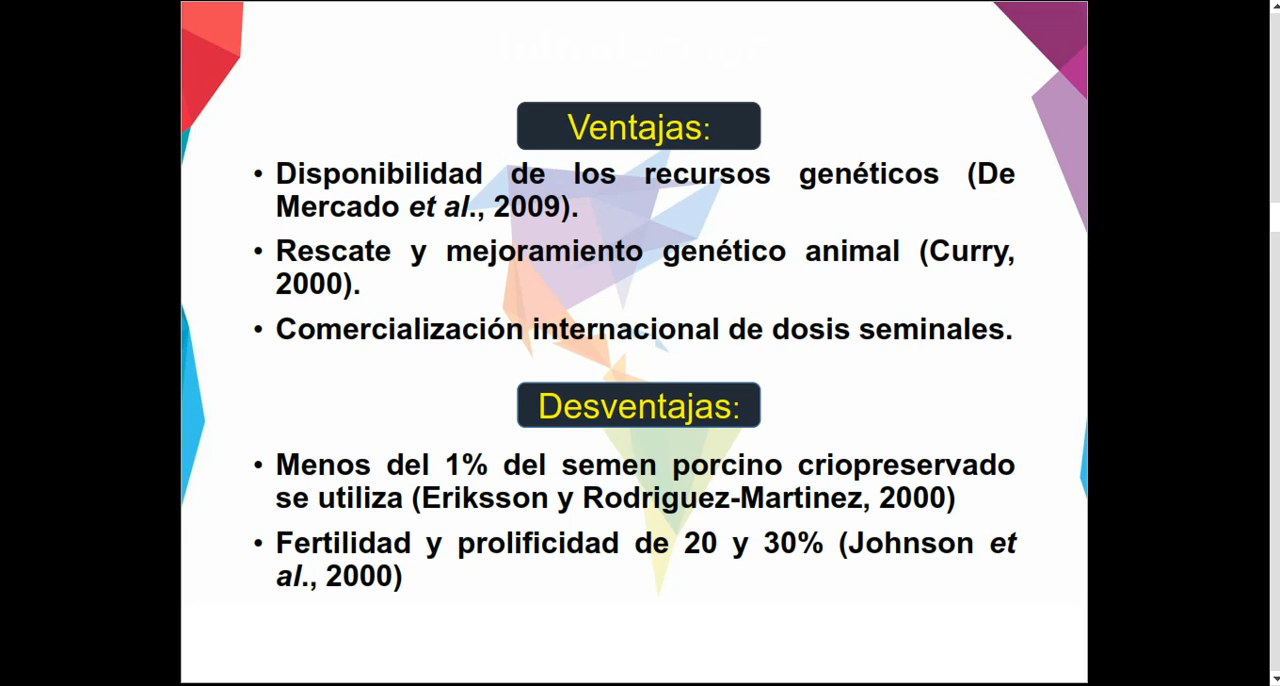 Ventajas:
• Disponibilidad de los recursos genéticos (De
Mercado et al., 2009).
• Rescate y mejoramiento genético animal (Curry,
2000).
• Comercialización internacional de dosis seminales.
Desventajas:
• Menos del 1% del semen porcino criopreservado
se utiliza (Eriksson y Rodriguez-Martinez, 2000)
• Fertilidad y prolificidad de 20 y 30% (Johnson et
al., 2000)